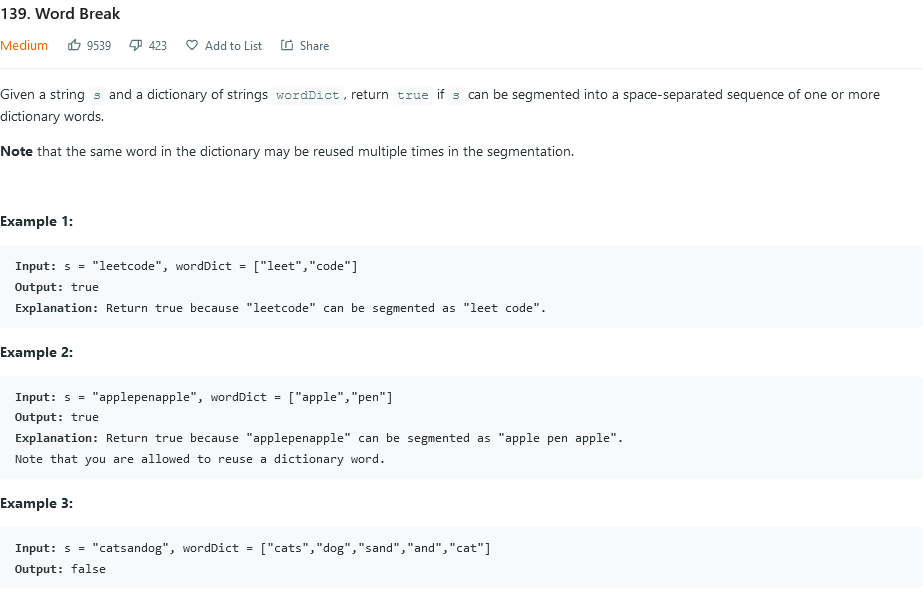 139. Word Break
Medium 9539 423 Add to List Share
Given a string s and a dictionary of strings wordDict, return true if s can be segmented into a space-separated sequence of one or more
dictionary words.
Note that the same word in the dictionary may be reused multiple times in the segmentation.
Example 1:
Input: s = "leetcode", wordDict = ["leet","code"]
Output: true
Explanation: Return true because "leetcode" can be segmented as "leet code".
Example 2:
Input: s = "applepenapple", wordDict = ["apple","pen"]
Output: true
Explanation: Return true because "applepenapple" can be segmented as "apple pen apple".
Note that you are allowed to reuse a dictionary word.
Example 3:
Input: s = "catsandog", wordDict = ["cats","dog","sand","and","cat"]
Output: false